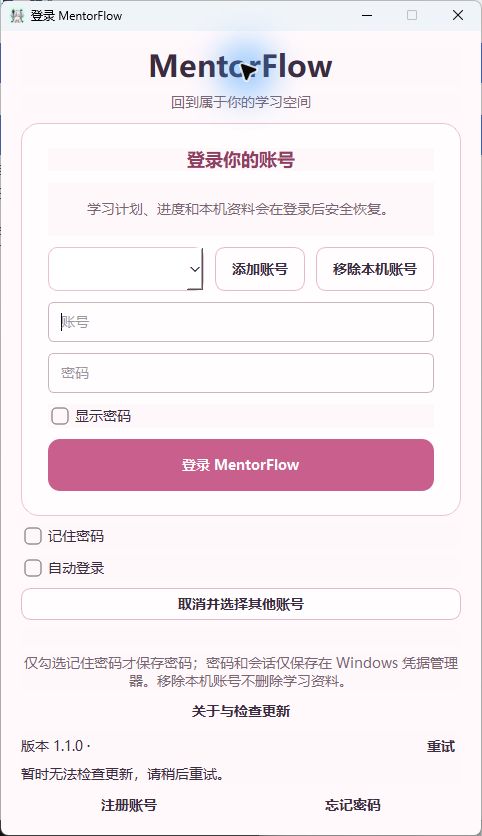 登录 MentorFlow
MentorFlow
回到属于你的学习空间
登录你的账号
学习计划、进度和本机资料会在登录后安全恢复。
添加账号 移除本机账号
账号
密码
显示密码
登录 MentorFlow
记住密码
自动登录
取消并选择其他账号
仅勾选记住密码才保存密码；密码和会话仅保存在 Windows 凭据管理
器。移除本机账号不删除学习资料。
关于与检查更新
版本 1.1.0 · 重试
暂时无法检查更新，请稍后重试。
注册账号 忘记密码